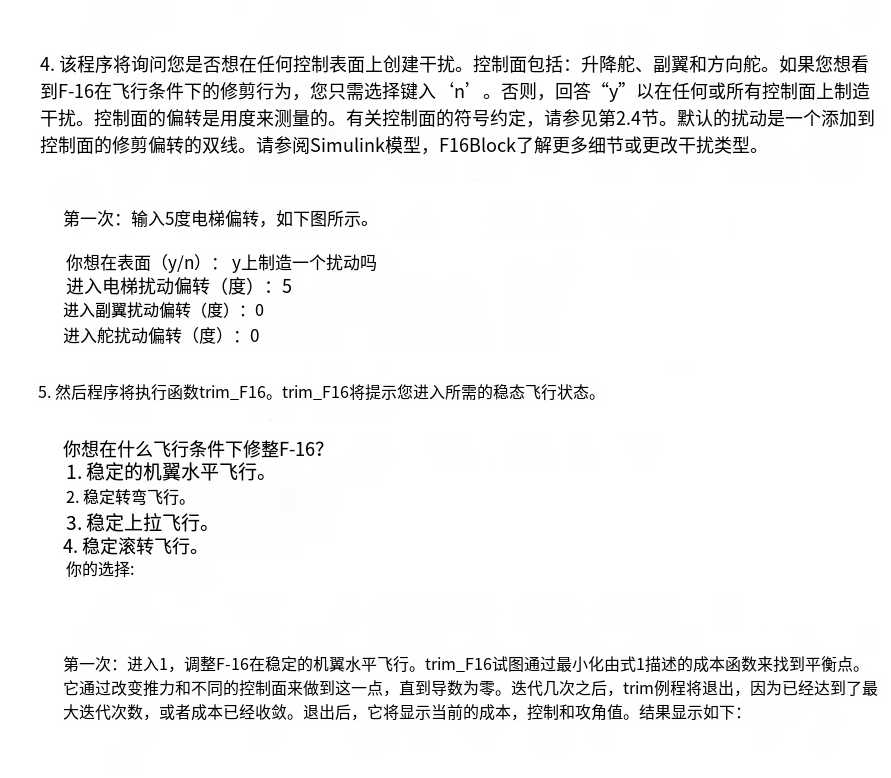 4. 该程序将询问您是否想在任何控制表面上创建干扰。控制面包括：升降舵、副翼和方向舵。如果您想看
到F-16在飞行条件下的修剪行为，您只需选择键入‘n’。否则，回答“y”以在任何或所有控制面上制造
干扰。控制面的偏转是用度来测量的。有关控制面的符号约定，请参见第2.4节。默认的扰动是一个添加到
控制面的修剪偏转的双线。请参阅Simulink模型，F16Block了解更多细节或更改干扰类型。
第一次：输入5度电梯偏转，如下图所示。
你想在表面（y/n）： y上制造一个扰动吗
进入电梯扰动偏转（度）：5
进入副翼扰动偏转（度）：0
进入舵扰动偏转（度）：0
5. 然后程序将执行函数trim_F16。trim_F16将提示您进入所需的稳态飞行状态。
你想在什么飞行条件下修整F-16？
1. 稳定的机翼水平飞行。
2. 稳定转弯飞行。
3. 稳定上拉飞行。
4. 稳定滚转飞行。
你的选择:
第一次：进入1，调整F-16在稳定的机翼水平飞行。trim_F16试图通过最小化由式1描述的成本函数来找到平衡点。
它通过改变推力和不同的控制面来做到这一点，直到导数为零。迭代几次之后，trim例程将退出，因为已经达到了最
大迭代次数，或者成本已经收敛。退出后，它将显示当前的成本，控制和攻角值。结果显示如下：